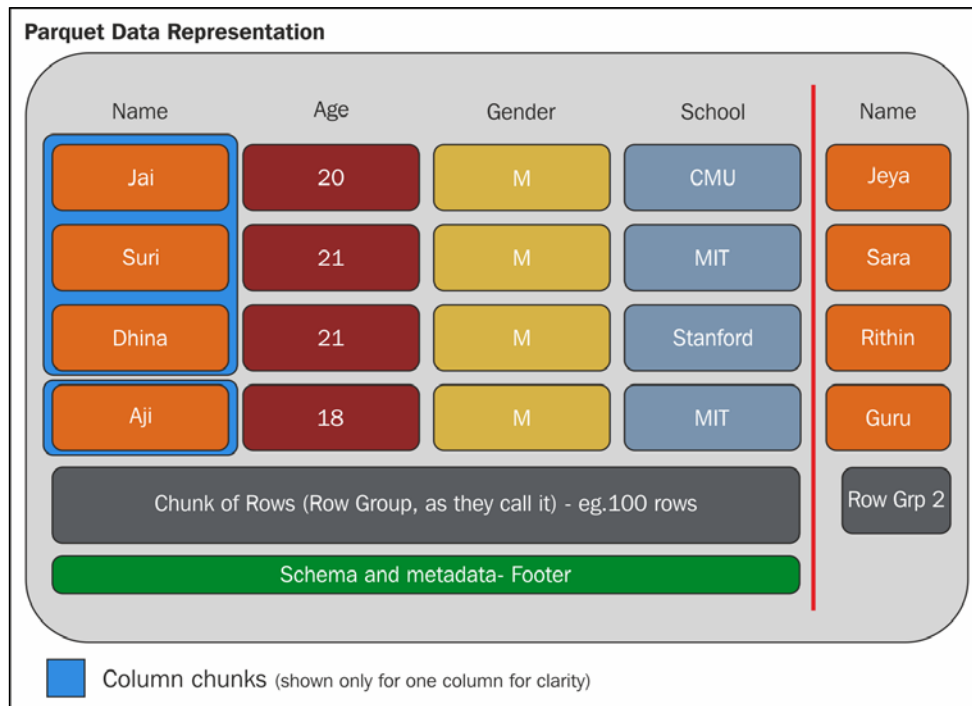 Parquet Data Representation
Name Age Gender School Name
Jai 20 M CMU Jeya
Suri 21 M MIT Sara
Dhina 21 M Stanford Rithin
Aji 18 M MIT Guru
Chunk of Rows (Row Group, as they call it) - eg.100 rows Row Grp 2
Schema and metadata- Footer
Column chunks (shown only for one column for clarity)